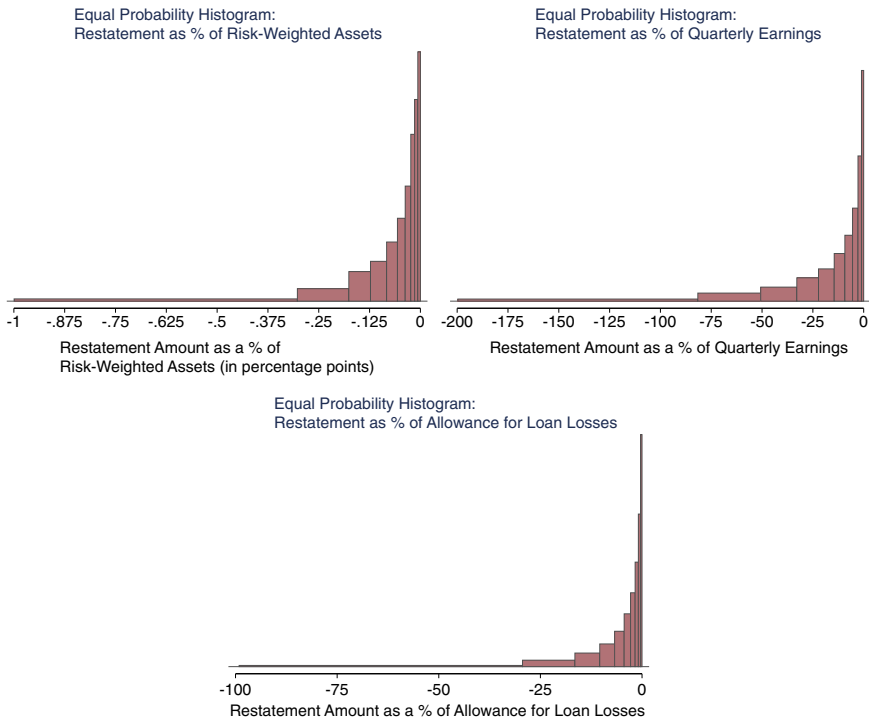 Equal Probability Histogram:
Restatement as % of Risk-Weighted Assets
-1 -.875 -.75 -.625 -.5 -.375 -.25 -.125 0
Restatement Amount as a % of
Risk-Weighted Assets (in percentage points)
Equal Probability Histogram:
Restatement as % of Quarterly Earnings
-200 -175 -150 -125 -100 -75 -50 -25 0
Restatement Amount as a % of Quarterly Earnings
Equal Probability Histogram:
Restatement as % of Allowance for Loan Losses
-100 -75 -50 -25 0
Restatement Amount as a % of Allowance for Loan Losses